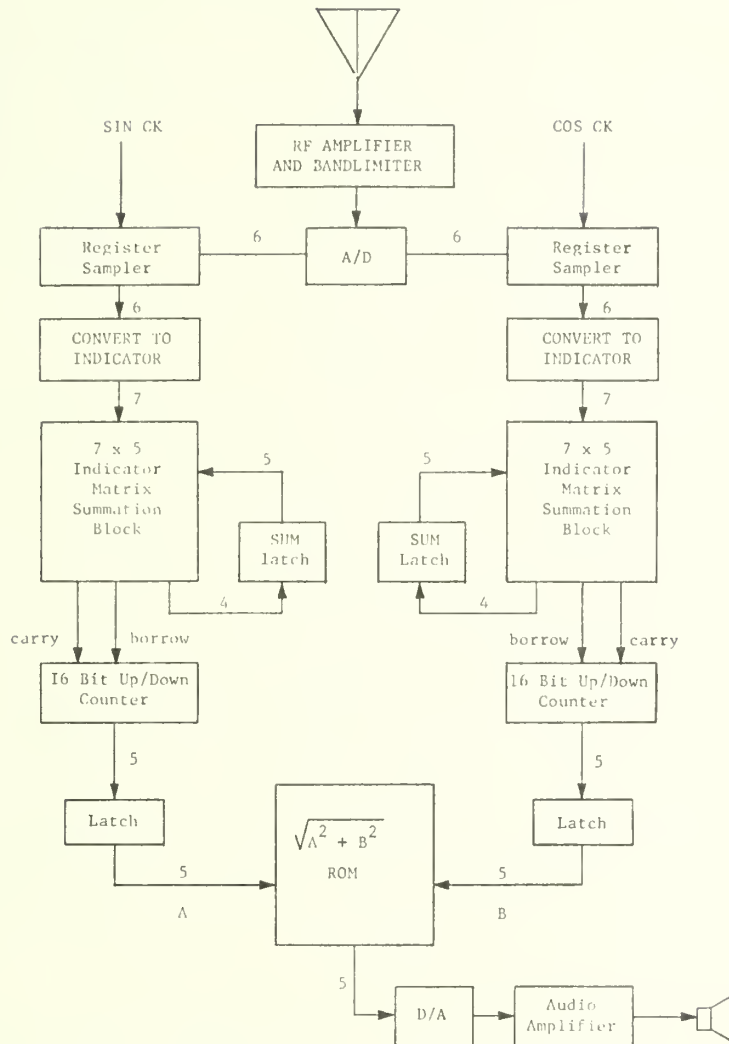 SIN CK
COS CK
RF AMPLIFIER
AND BANDLIMITER
Register
Sampler
6
A/D
6
Register
Sampler
6
6
CONVERT TO
INDICATOR
CONVERT TO
INDICATOR
7
7
7 x 5
Indicator
Matrix
Summation
Block
5
SUM
latch
4
5
SUM
Latch
4
7 x 5
Indicator
Matrix
Summation
Block
carry
borrow
borrow
carry
16 Bit Up/Down
Counter
16 Bit Up/Down
Counter
5
5
Latch
Latch
√A² + B²
ROM
5
A
5
B
5
D/A
Audio
Amplifier